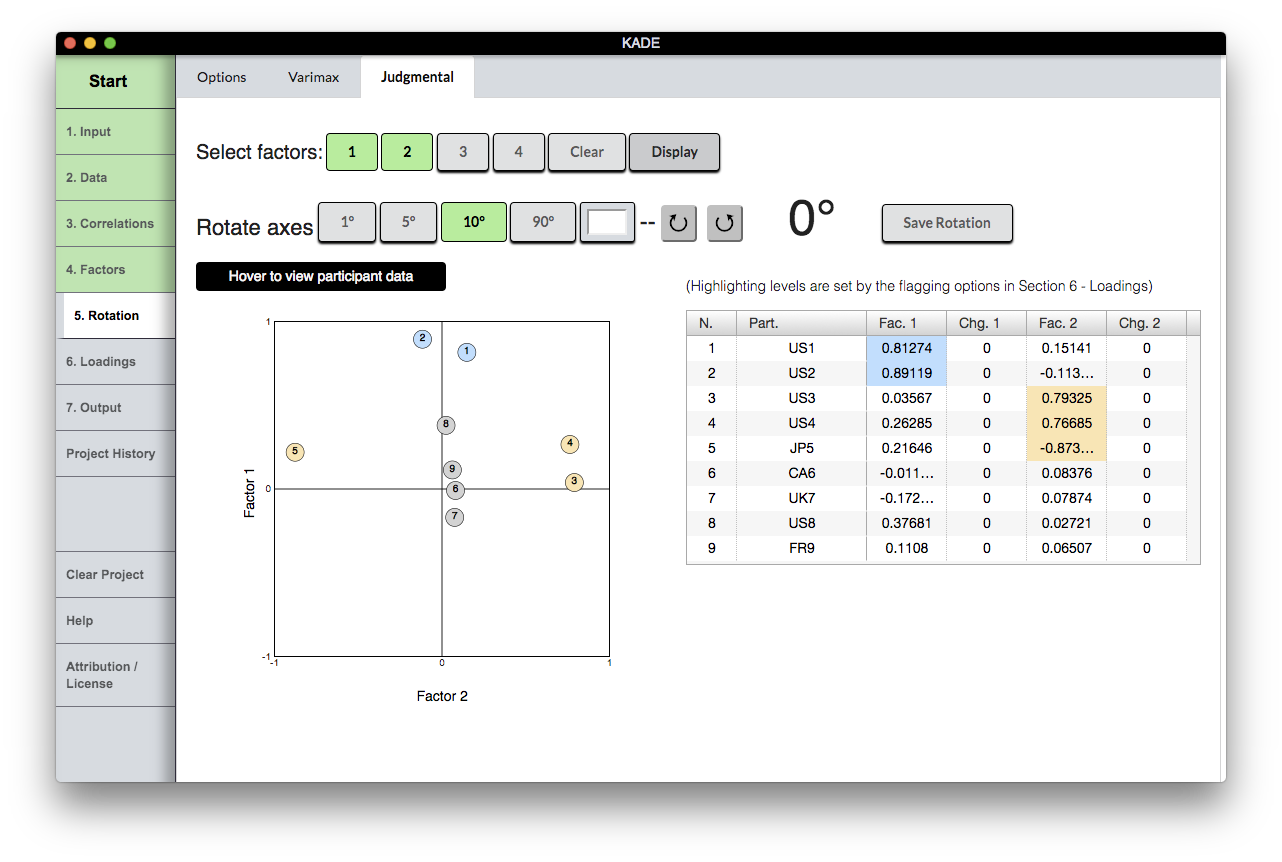 KADE
Start
1. Input
2. Data
3. Correlations
4. Factors
5. Rotation
6. Loadings
7. Output
Project History
Clear Project
Help
Attribution /
License
Options Varimax Judgmental
Select factors: 1 2 3 4 Clear Display
Rotate axes 1° 5° 10° 90° -- ↻ ↺ 0° Save Rotation
Hover to view participant data
1
2
1
8
4
5
9
3
Factor 1
0
6
7
-1
-1 0 1
Factor 2
(Highlighting levels are set by the flagging options in Section 6 - Loadings)
N. Part. Fac. 1 Chg. 1 Fac. 2 Chg. 2
1 US1 0.81274 0 0.15141 0
2 US2 0.89119 0 -0.113... 0
3 US3 0.03567 0 0.79325 0
4 US4 0.26285 0 0.76685 0
5 JP5 0.21646 0 -0.873... 0
6 CA6 -0.011... 0 0.08376 0
7 UK7 -0.172... 0 0.07874 0
8 US8 0.37681 0 0.02721 0
9 FR9 0.1108 0 0.06507 0